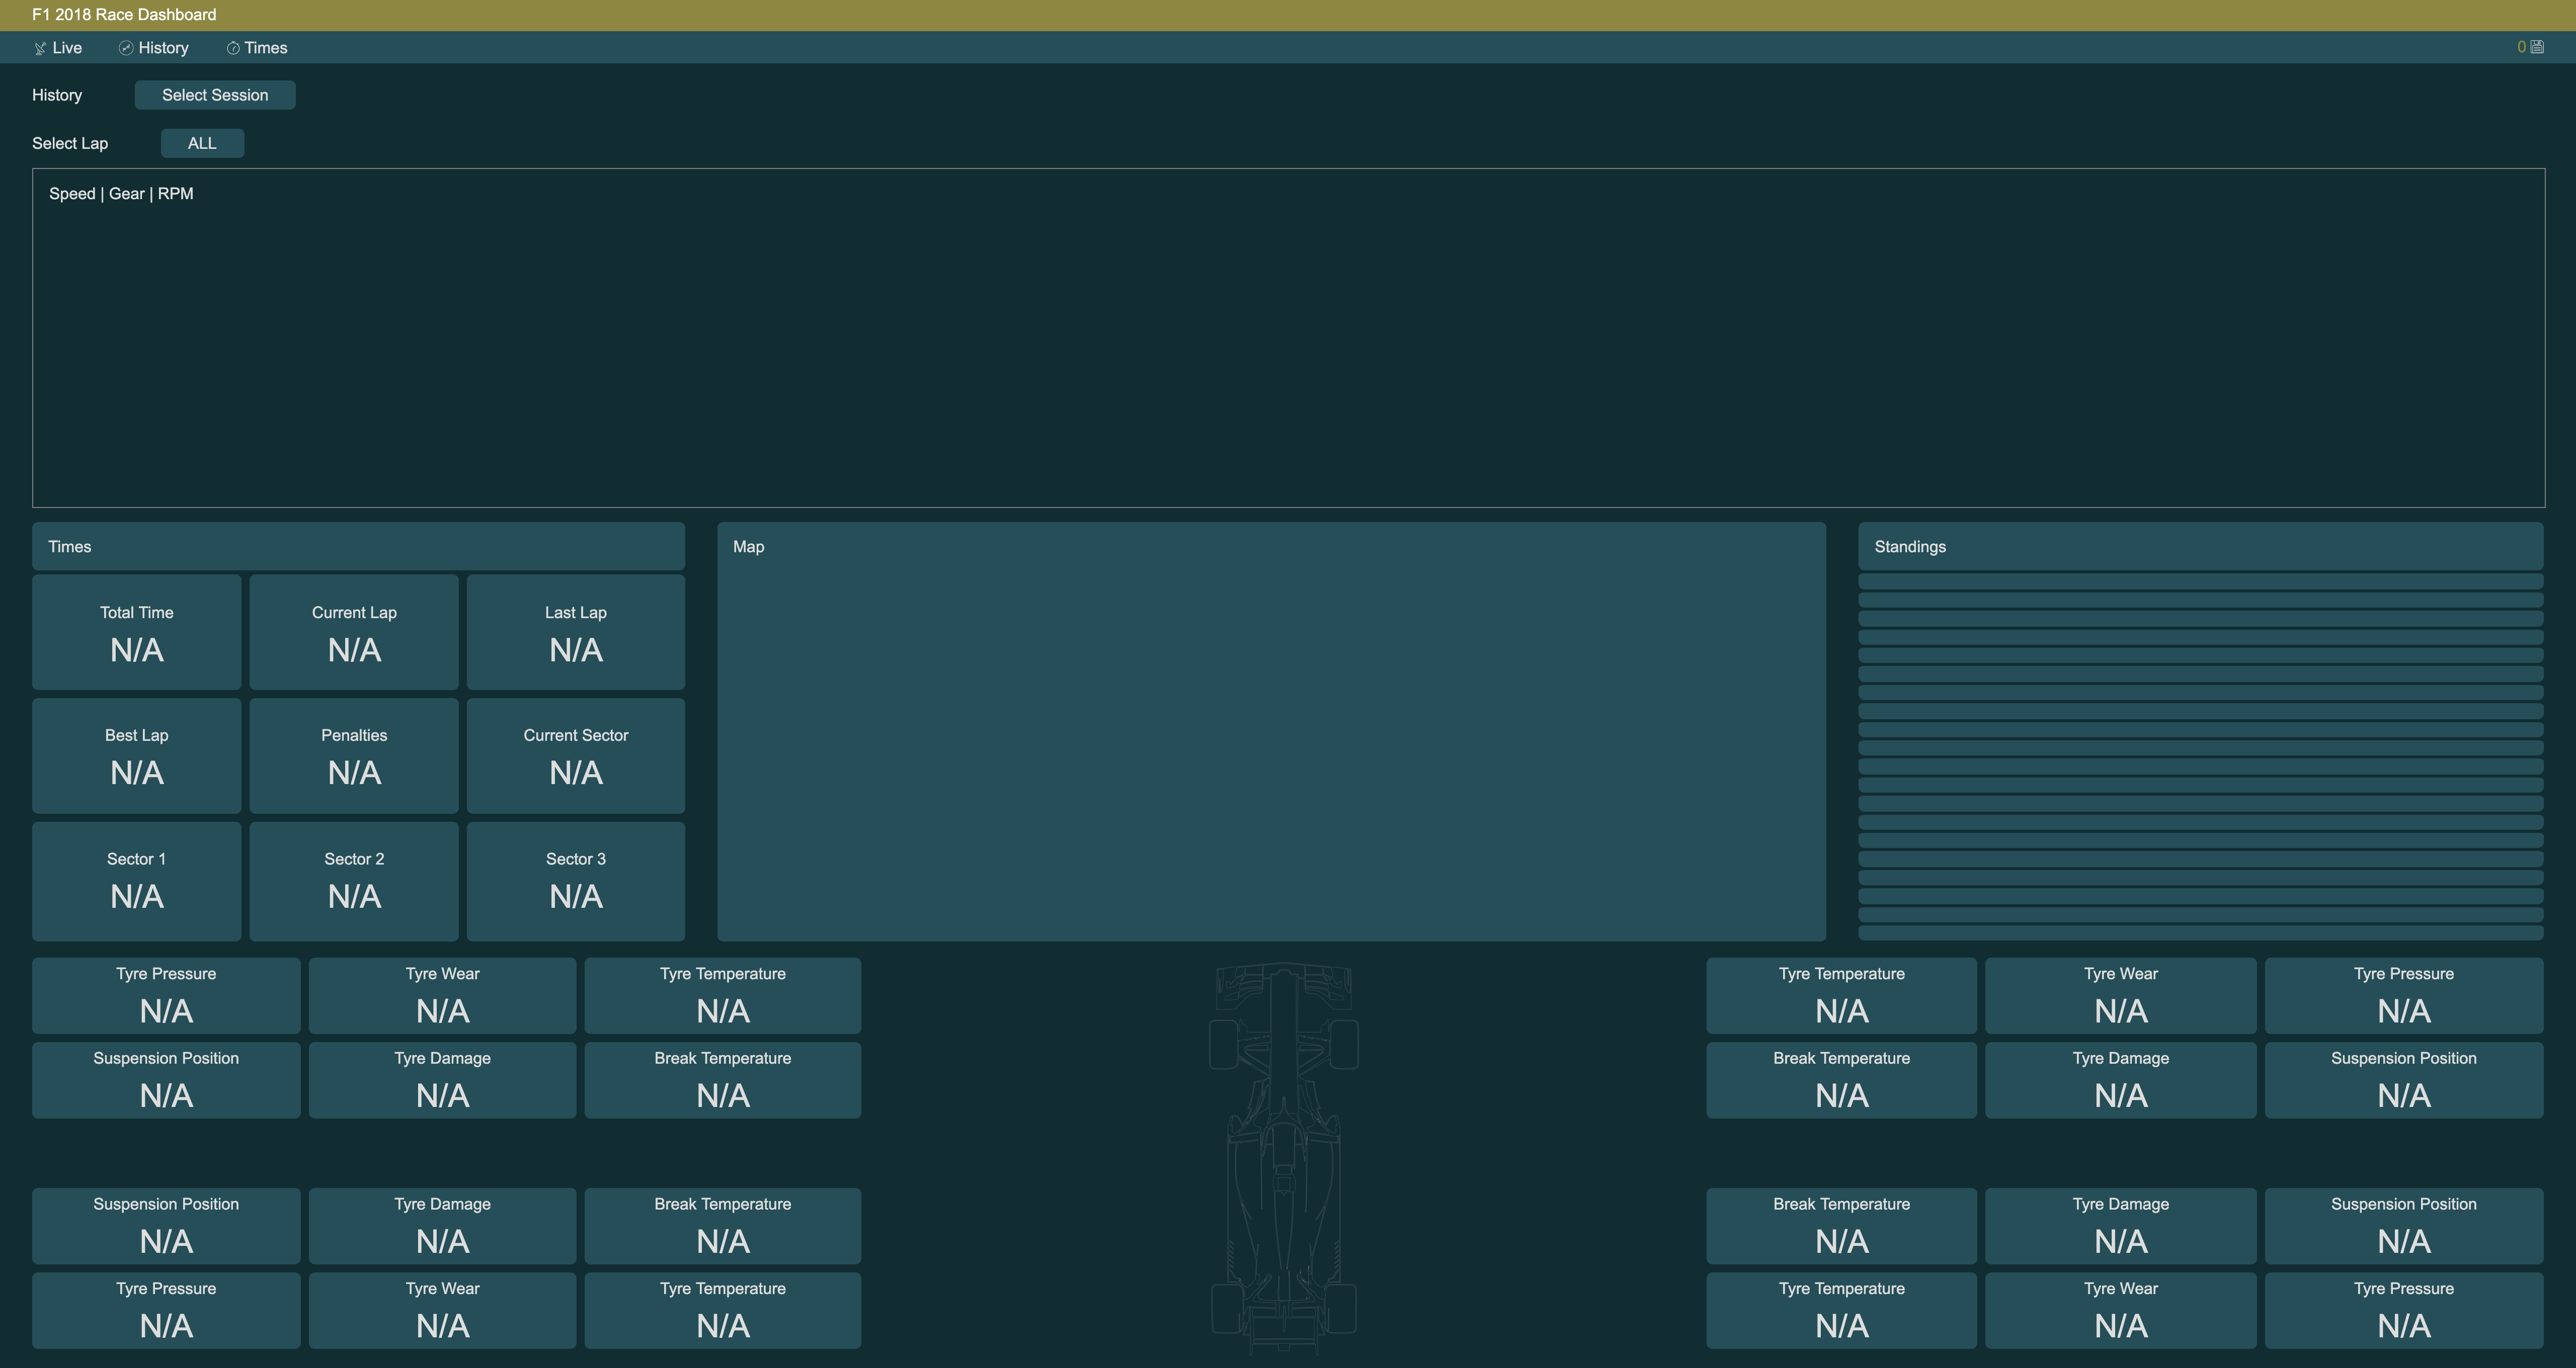 F1 2018 Race Dashboard
Live History Times 0
History Select Session
Select Lap ALL
Speed | Gear | RPM
Times
Total Time Current Lap Last Lap
N/A N/A N/A
Best Lap Penalties Current Sector
N/A N/A N/A
Sector 1 Sector 2 Sector 3
N/A N/A N/A
Map
Standings
Tyre Pressure Tyre Wear Tyre Temperature
N/A N/A N/A
Suspension Position Tyre Damage Break Temperature
N/A N/A N/A
Tyre Temperature Tyre Wear Tyre Pressure
N/A N/A N/A
Break Temperature Tyre Damage Suspension Position
N/A N/A N/A
Suspension Position Tyre Damage Break Temperature
N/A N/A N/A
Tyre Pressure Tyre Wear Tyre Temperature
N/A N/A N/A
Break Temperature Tyre Damage Suspension Position
N/A N/A N/A
Tyre Temperature Tyre Wear Tyre Pressure
N/A N/A N/A